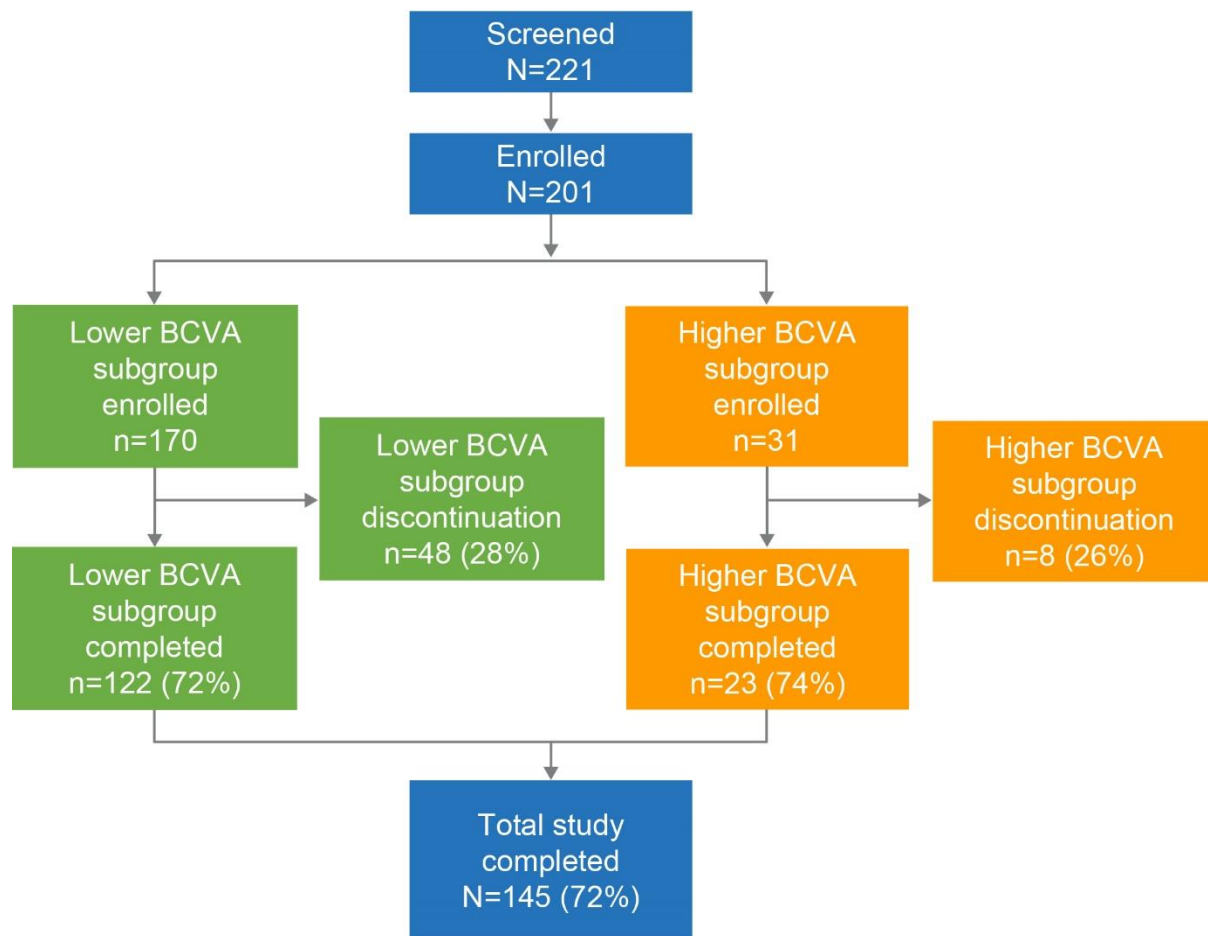 Screened
N=221
Enrolled
N=201
Lower BCVA
subgroup
enrolled
n=170
Higher BCVA
subgroup
enrolled
n=31
Lower BCVA
subgroup
discontinuation
n=48 (28%)
Higher BCVA
subgroup
discontinuation
n=8 (26%)
Lower BCVA
subgroup
completed
n=122 (72%)
Higher BCVA
subgroup
completed
n=23 (74%)
Total study
completed
N=145 (72%)